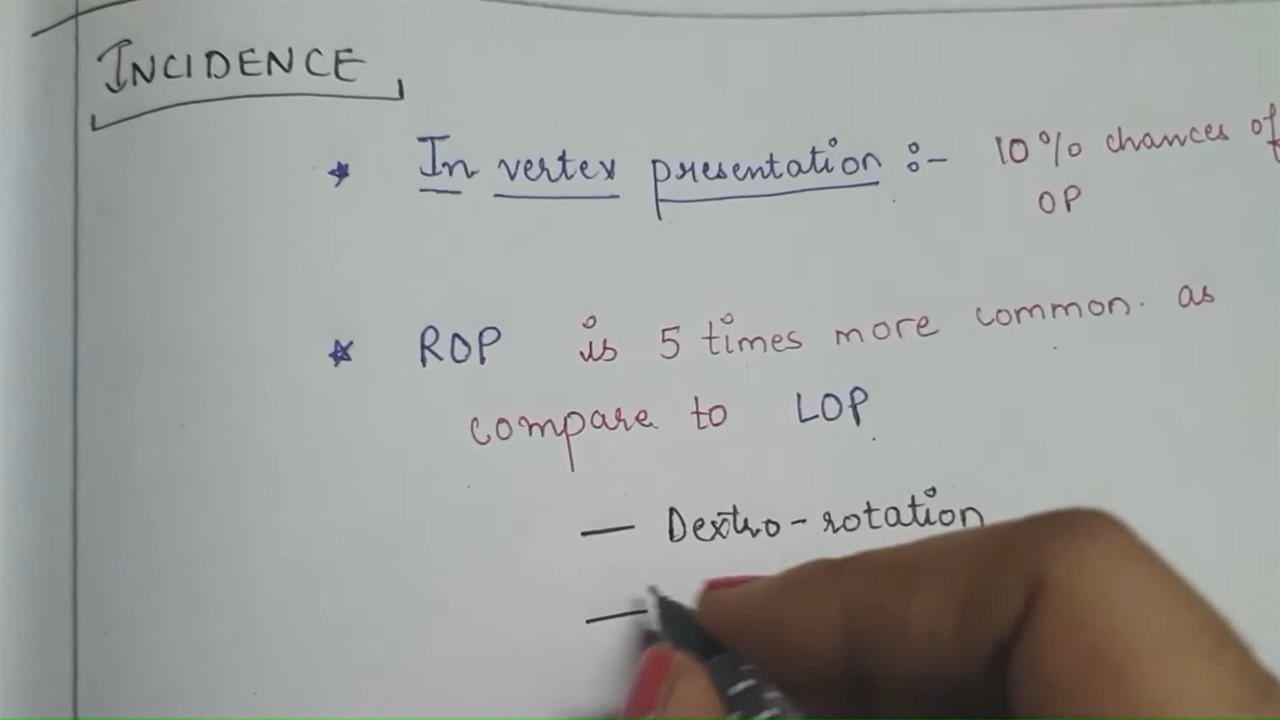 INCIDENCE
* In vertex presentation :- 10% chances of
OP
* ROP is 5 times more common. as
compare to LOP
— Dextro-rotation
—